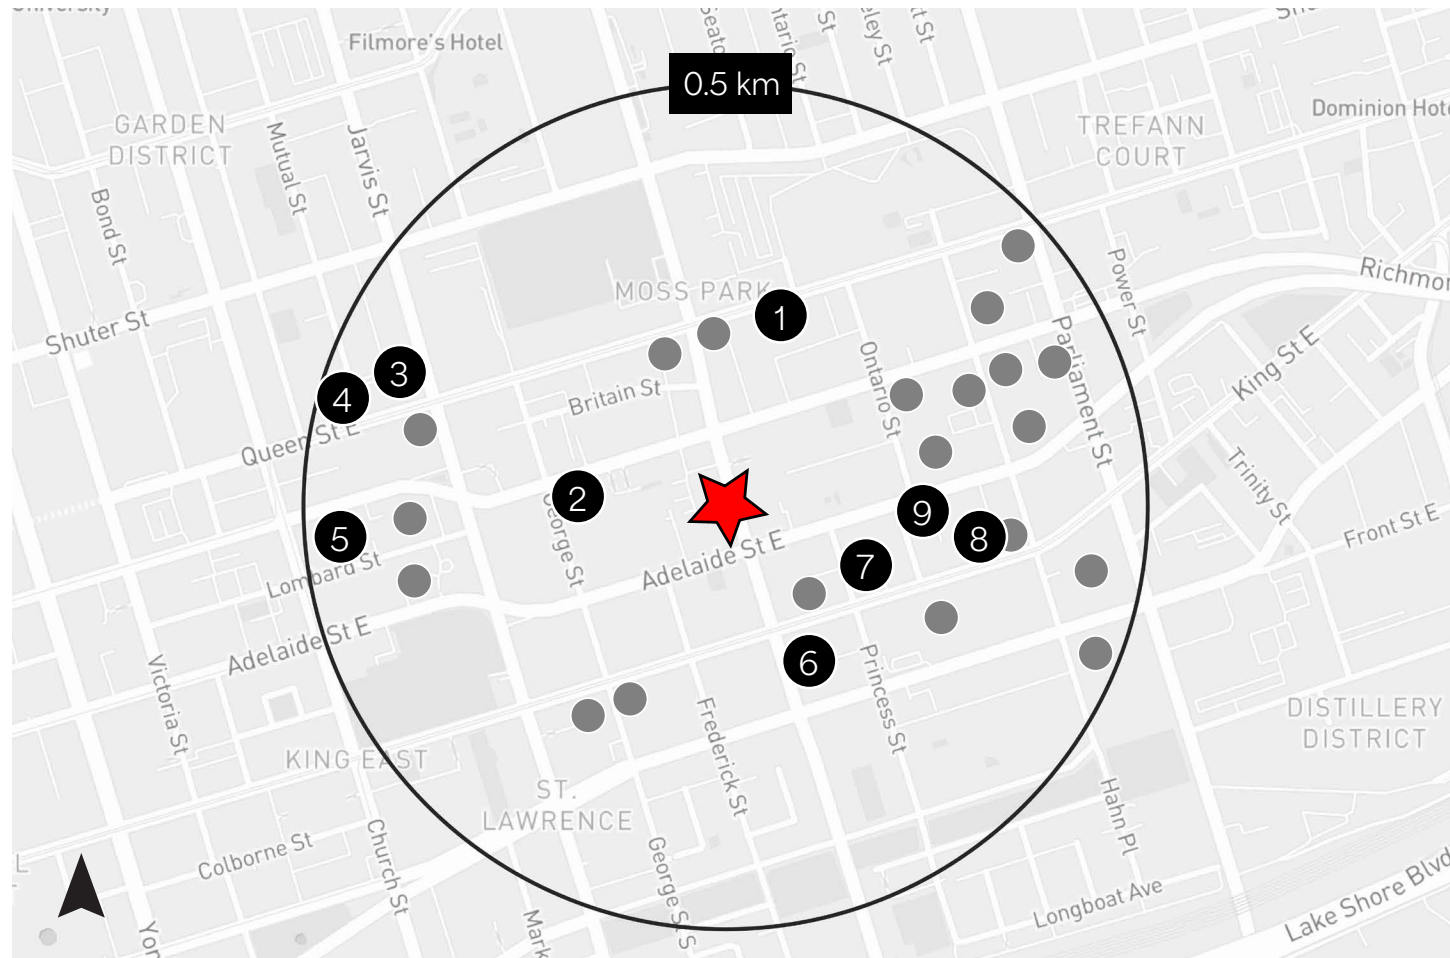 Filmore's Hotel
0.5 km
GARDEN
DISTRICT
Mutual St
Jarvis St
Bond St
Dominion Hote
TREFANN
COURT
Power St
Richmon
Shuter St
MOSS PARK
1
3
4
Queen St E
Britain St
Ontario St
Parliament St
King St E
2
5
Lombard St
George St
Adelaide St E
9
8
7
Trinity St
Front St E
Adelaide St E
6
Victoria St
Princess St
Frederick St
KING EAST
ST.
LAWRENCE
DISTILLERY
DISTRICT
Colborne St
Church St
George S S
Hahn Pl
Longboat Ave
Lake Shore Blvd
Yor
Mark